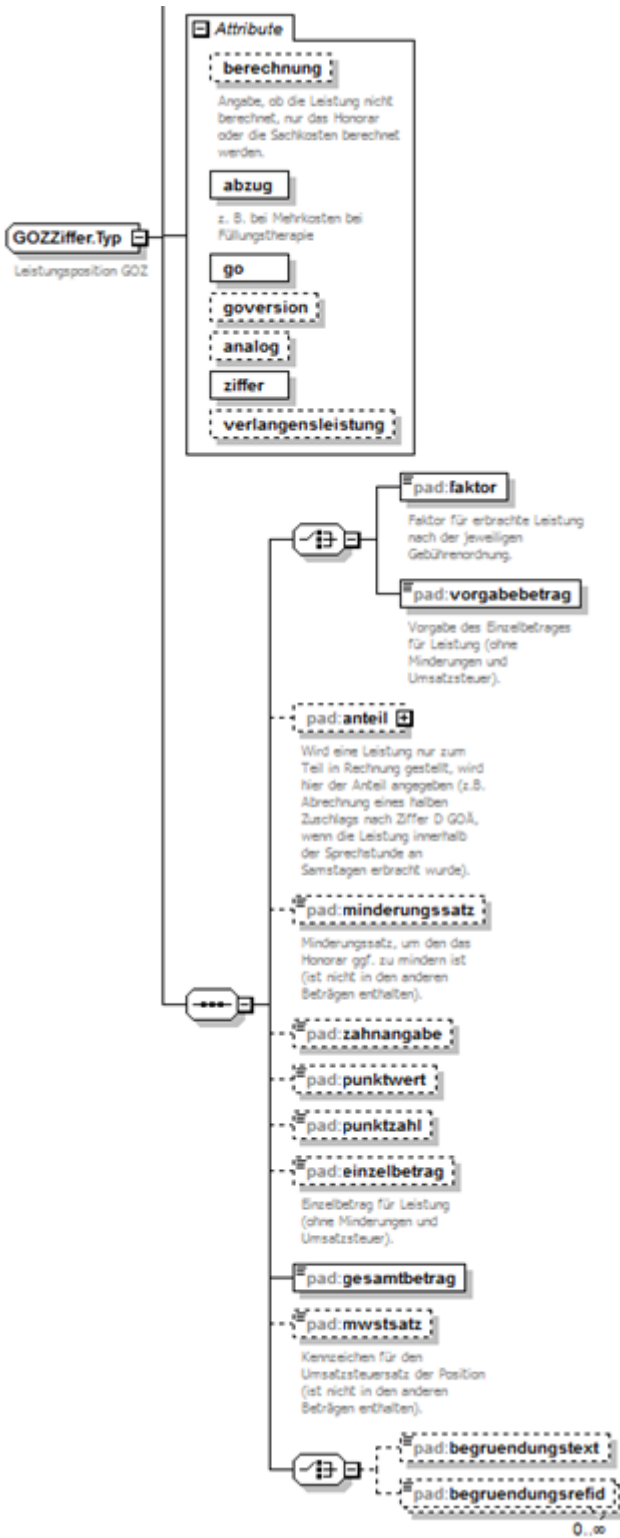 Attribute
berechnung
Angabe, ob die Leistung nicht
berechnet, nur das Honorar
oder die Sachkosten berechnet
werden.
abzug
z. B. bei Mehrkosten bei
Füllungstherapie
GOZZiffer.Typ
Leistungsposition GOZ
go
goversion
analog
ziffer
verlangensleistung
pad:faktor
Faktor für erbrachte Leistung
nach der jeweiligen
Gebührenordnung.
pad:vorgabebetrag
Vorgabe des Einzelbetrages
für Leistung (ohne
Minderungen und
Umsatzsteuer).
pad:anteil
Wird eine Leistung nur zum
Teil in Rechnung gestellt, wird
hier der Anteil angegeben (z.B.
Abrechnung eines halben
Zuschlags nach Ziffer D GOÄ,
wenn die Leistung innerhalb
der Sprechstunde an
Samstagen erbracht wurde).
pad:minderungssatz
Minderungssatz, um den das
Honorar ggf. zu mindern ist
(ist nicht in den anderen
Beträgen enthalten).
pad:zahnangabe
pad:punktwert
pad:punktzahl
pad:einzelbetrag
Einzelbetrag für Leistung
(ohne Minderungen und
Umsatzsteuer).
pad:gesamtbetrag
pad:mwstsatz
Kennzeichen für den
Umsatzsteuersatz der Position
(ist nicht in den anderen
Beträgen enthalten).
pad:begruendungstext
pad:begruendungsrefid
0..∞